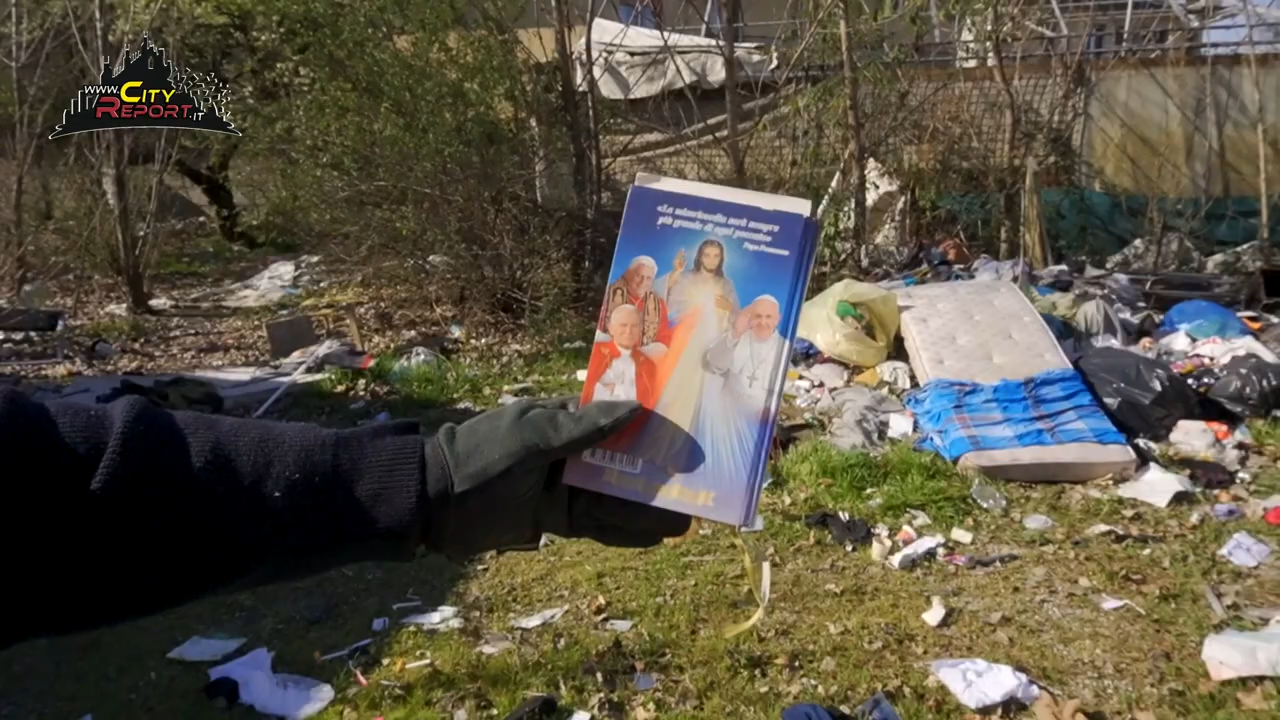 www.CITY
REPORT.IT
«La misericordia sarà sempre
più grande di ogni peccato»
Papa Francesco